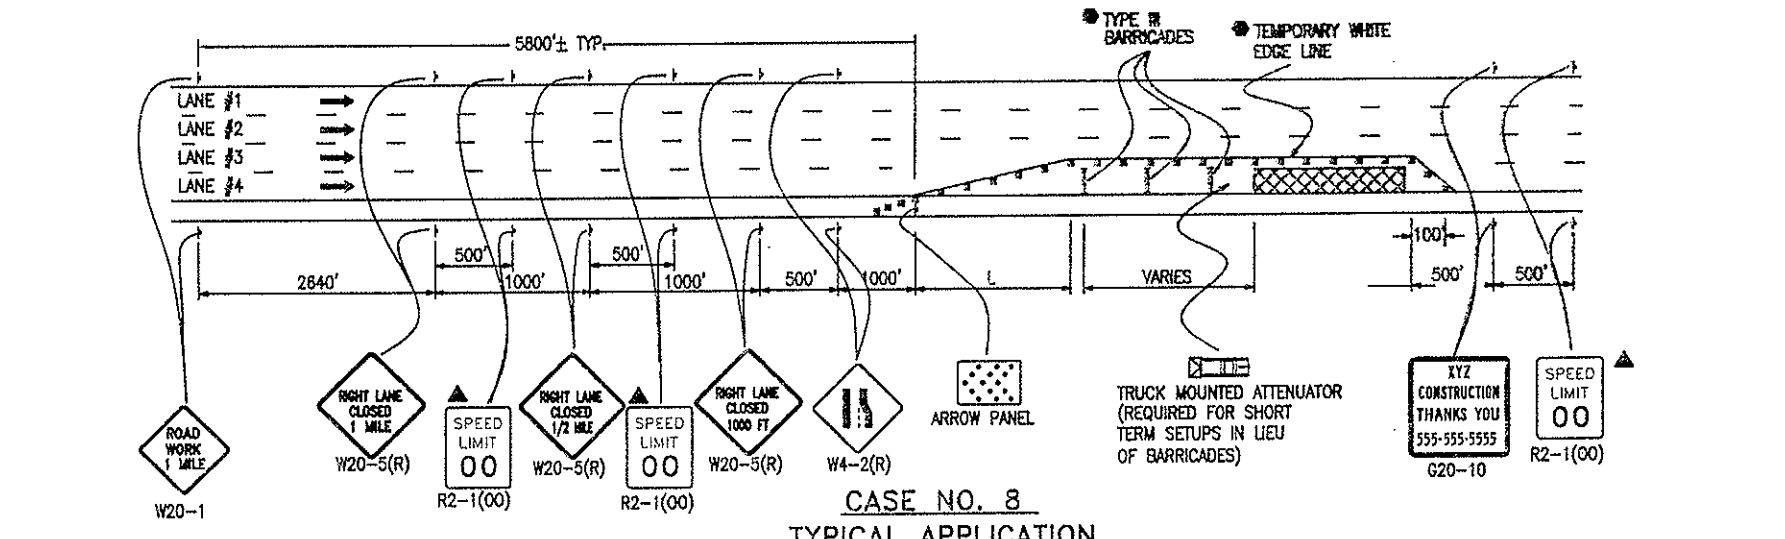 5800'± TYP.
TYPE III
BARRICADES
TEMPORARY WHITE
EDGE LINE
LANE #1
LANE #2
LANE #3
LANE #4
500'
500'
100'
2640'
1000'
1000'
500'
1000'
L
VARIES
500'
500'
ROAD
WORK
1 MILE
W20-1
RIGHT LANE
CLOSED
1 MILE
W20-5(R)
SPEED
LIMIT
00
R2-1(00)
RIGHT LANE
CLOSED
1/2 MILE
W20-5(R)
SPEED
LIMIT
00
R2-1(00)
RIGHT LANE
CLOSED
1000 FT
W20-5(R)
W4-2(R)
ARROW PANEL
TRUCK MOUNTED ATTENUATOR
(REQUIRED FOR SHORT
TERM SETUPS IN LIEU
OF BARRICADES)
XYZ
CONSTRUCTION
THANKS YOU
555-555-5555
G20-10
SPEED
LIMIT
00
R2-1(00)
CASE NO. 8
TYPICAL APPLICATION